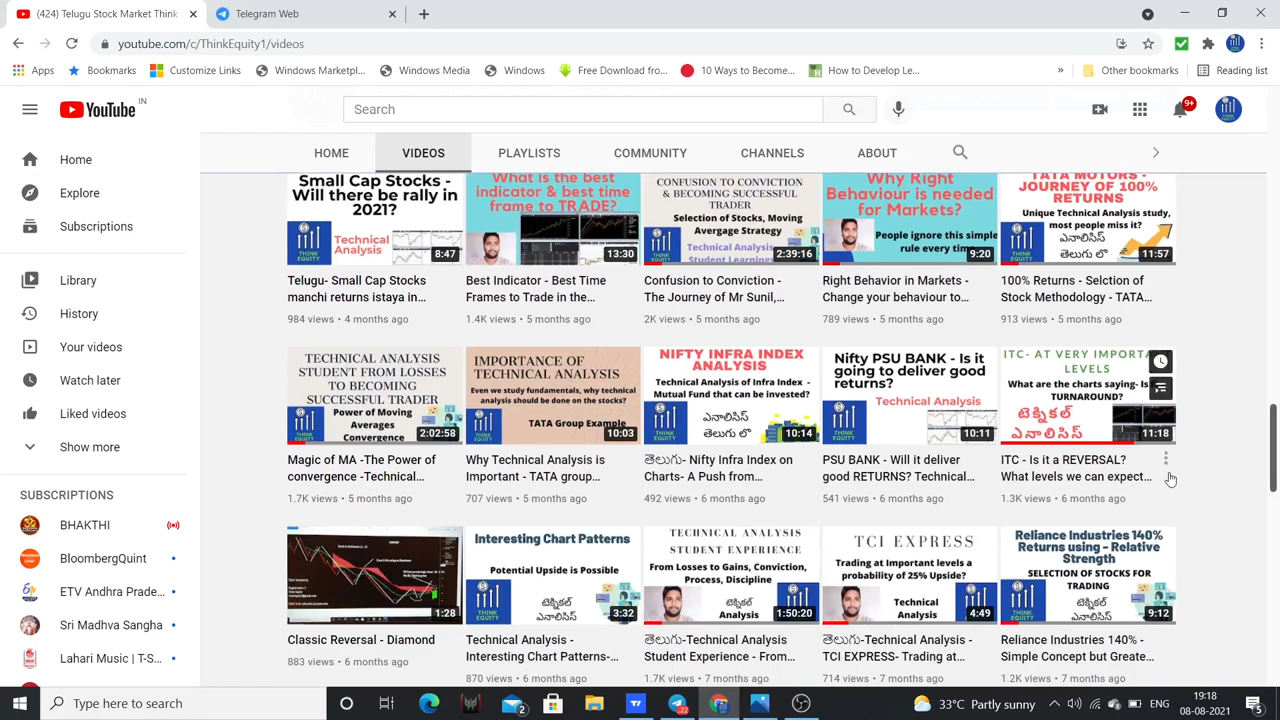 (424) Telugu Stock Market Think
Telegram Web
youtube.com/c/ThinkEquity1/videos
Apps
Bookmarks
Customize Links
Windows Marketpl...
Windows Media
Windows
Free Download fro...
10 Ways to Become...
How to Develop Le...
»
Other bookmarks
Reading list
YouTube IN
Search
9+
HOME
VIDEOS
PLAYLISTS
COMMUNITY
CHANNELS
ABOUT
Home
Explore
Subscriptions
Library
History
Your videos
Watch later
Liked videos
Show more
SUBSCRIPTIONS
BHAKTHI
BloombergQuint
ETV Andhra Prade...
Sri Madhva Sangha
Lahari Music | T-S...
Small Cap Stocks -
Will there be rally in
2021?
Technical
Analysis
THINK
EQUITY
8:47
Telugu- Small Cap Stocks
manchi returns istaya in...
984 views • 4 months ago
What is the best
indicator & best time
frame to TRADE?
13:30
Best Indicator - Best Time
Frames to Trade in the...
1.4K views • 5 months ago
CONFUSION TO CONVICTION
& BECOMING SUCCESSFUL
TRADER
Selection of Stocks, Moving
Avergage Strategy
Technical Analysis
Student Learnings
2:39:16
Confusion to Conviction -
The Journey of Mr Sunil,...
2K views • 5 months ago
Why Right
Behaviour is needed
for Markets?
People ignore this simple
rule every time
9:20
Right Behavior in Markets -
Change your behaviour to...
789 views • 5 months ago
TATA MOTORS -
JOURNEY OF 100%
RETURNS
Unique Technical Analysis study,
most people miss it?
ఎనాలిసిస్
తెలుగు లొ
11:57
100% Returns - Selction of
Stock Methodology - TATA...
913 views • 5 months ago
TECHNICAL ANALYSIS
STUDENT FROM LOSSES
TO BECOMING
SUCCESSFUL TRADER
Power of Moving
Averages
Convergence
2:02:58
Magic of MA -The Power of
convergence -Technical...
1.7K views • 5 months ago
IMPORTANCE OF
TECHNICAL ANALYSIS
Even we study fundamentals, why technical
analysis should be done on the stocks?
TATA Group Example
10:03
Why Technical Analysis is
Important - TATA group...
707 views • 5 months ago
NIFTY INFRA INDEX
ANALYSIS
Technical Analysis of Infra Index -
Mutual Fund that can be invested?
ఎనాలిసిస్
తెలుగు లొ
10:14
తెలుగు- Nifty Infra Index on
Charts- A Push from...
492 views • 6 months ago
Nifty PSU BANK - Is it
going to deliver good
returns?
Technical Analysis
10:11
PSU BANK - Will it deliver
good RETURNS? Technical...
541 views • 6 months ago
ITC- AT VERY IMPORTA
LEVELS
What are the charts saying- Is
TURNAROUND?
టెక్నికల్
ఎనాలిసిస్
11:18
ITC - Is it a REVERSAL?
What levels we can expect...
1.3K views • 6 months ago
1:28
Classic Reversal - Diamond
883 views • 6 months ago
Interesting Chart Patterns
Potential Upside is Possible
టెక్నికల్
ఎనాలిసిస్
3:32
Technical Analysis -
Interesting Chart Patterns-...
870 views • 6 months ago
TECHNICAL ANALYSIS
STUDENT EXPERIENCE
From Losses to Gains, Conviction,
Process, Discipline
టెక్నికల్
Analysis
1:50:20
తెలుగు-Technical Analysis
Student Experience - From...
1.7K views • 7 months ago
TCI EXPRESS
Trading at Important levels a
probability of 25% Upside?
Technical
Analysis
4:49
తెలుగు-Technical Analysis -
TCI EXPRESS- Trading at...
714 views • 7 months ago
Reliance Industries 140%
Returns using - Relative
Strength
SELECTION OF STOCKS FOR
TRADING
టెక్నికల్
ఎనాలిసిస్
9:12
Reliance Industries 140% -
Simple Concept but Greate...
1.2K views • 7 months ago
Type here to search
33°C Partly sunny
ENG
19:18
08-08-2021